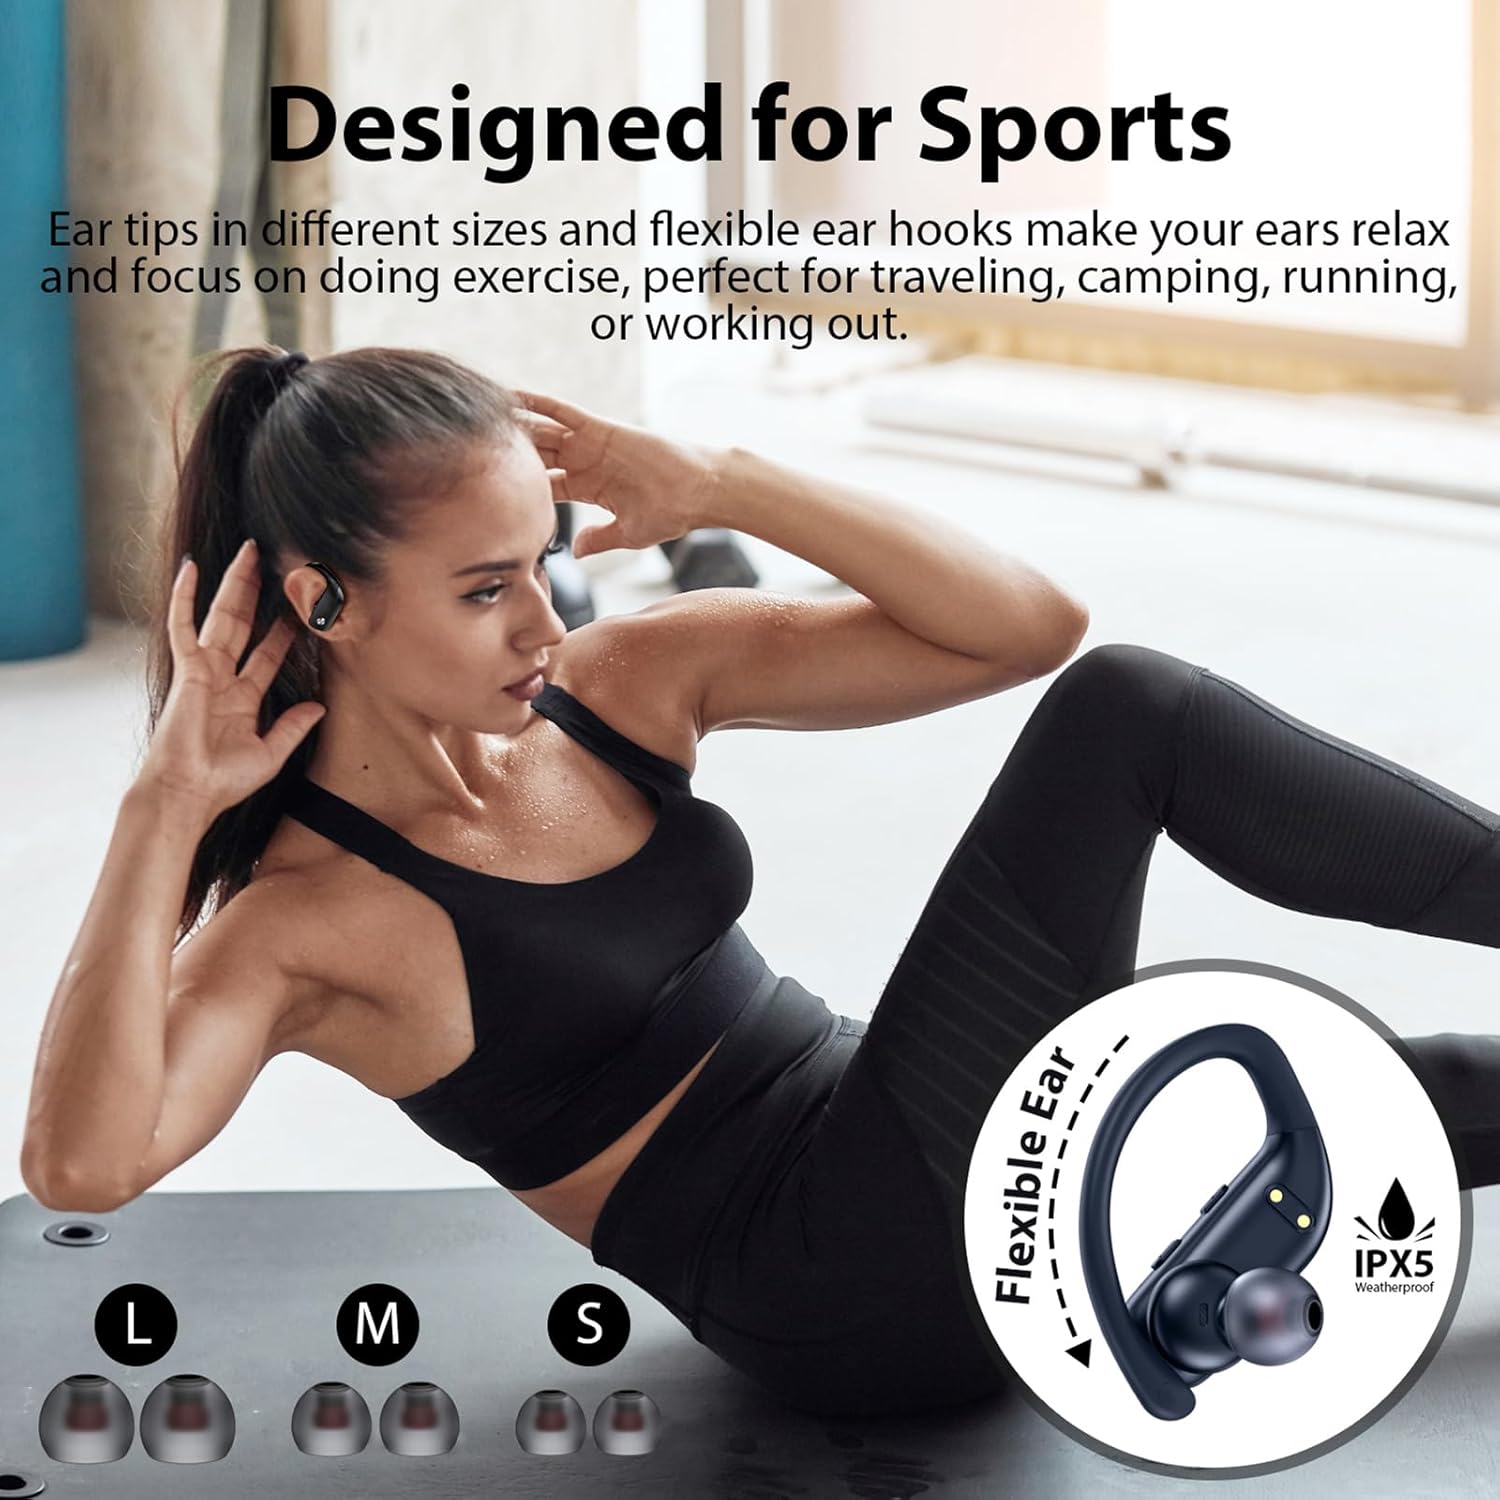 Designed for Sports
Ear tips in different sizes and flexible ear hooks make your ears relax
and focus on doing exercise, perfect for traveling, camping, running,
or working out.
Flexible Ear
IPX5
Weatherproof
L
M
S